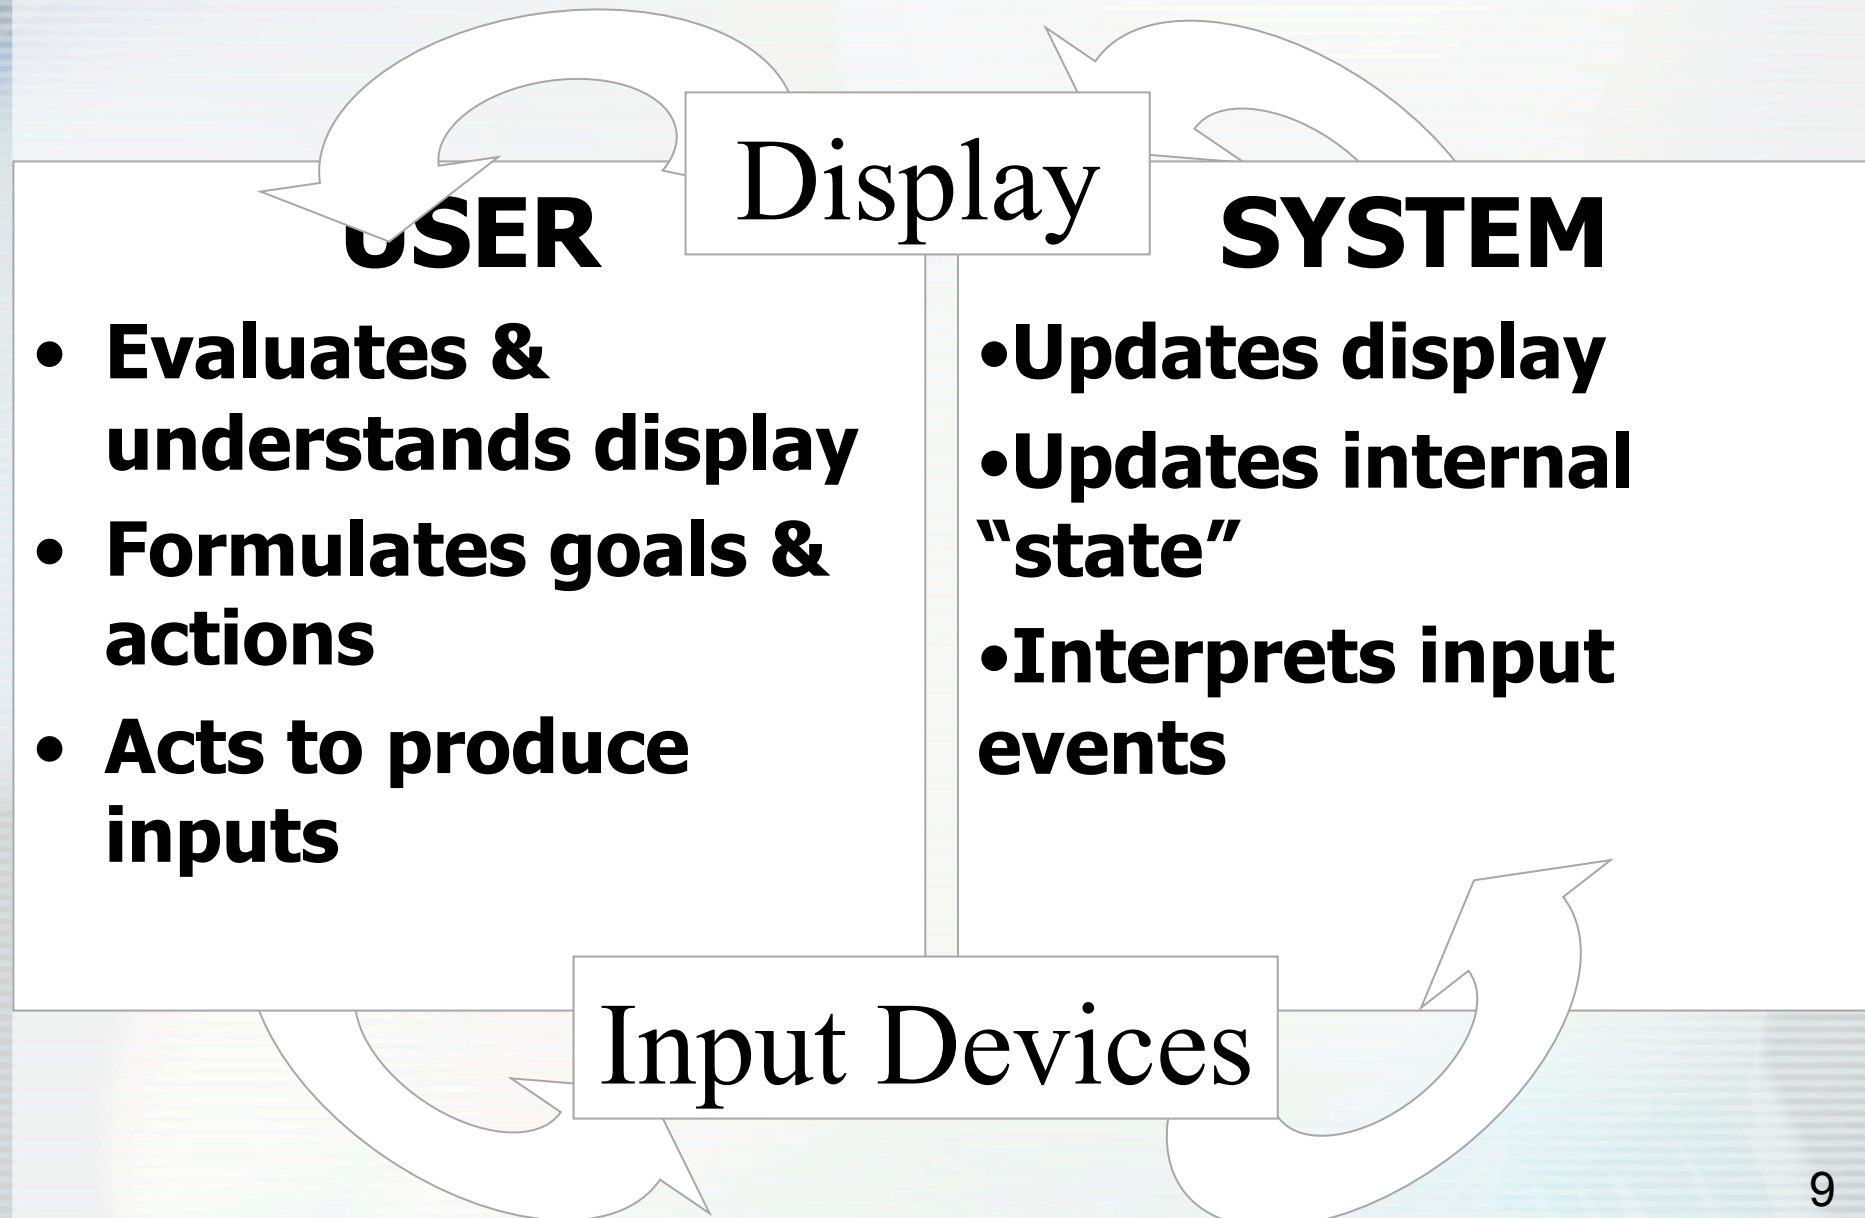 Display
USER
• Evaluates &
understands display
• Formulates goals &
actions
• Acts to produce
inputs
SYSTEM
•Updates display
•Updates internal
“state”
•Interprets input
events
Input Devices
9